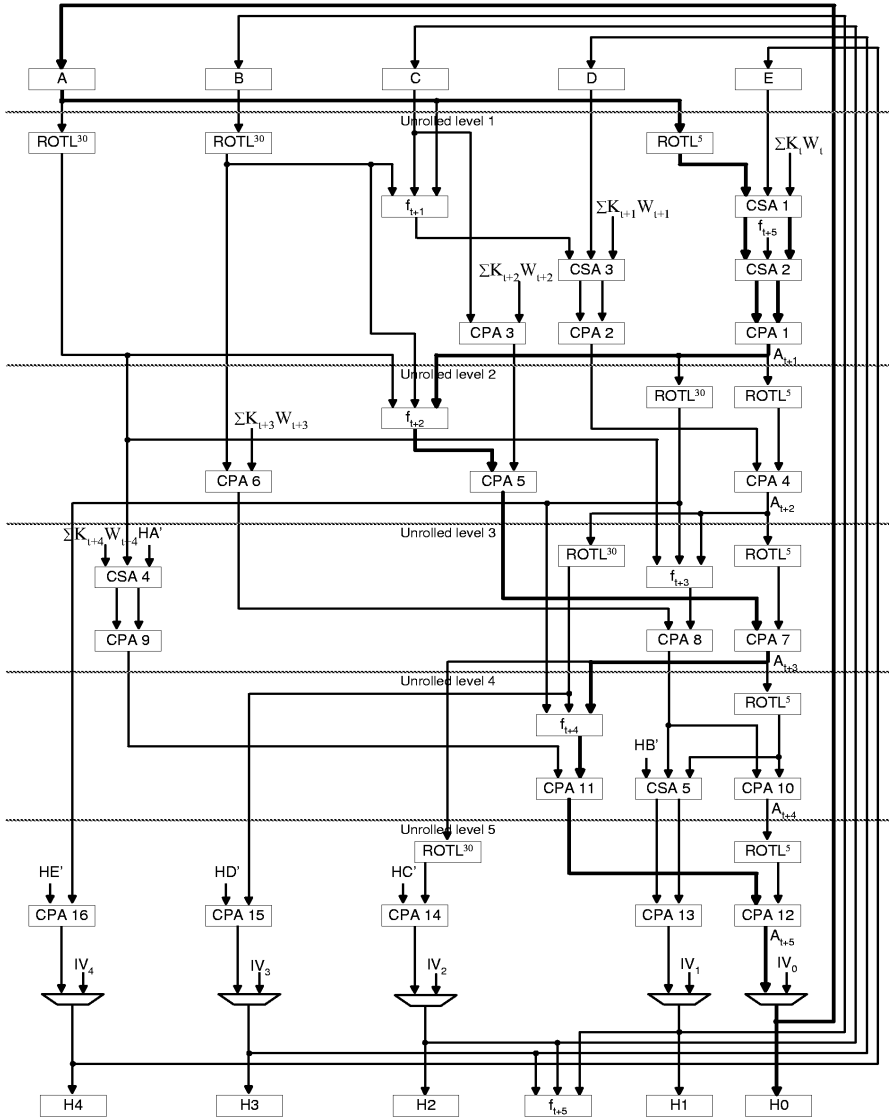 A B C D E
Unrolled level 1
ROTL³⁰ ROTL³⁰ ROTL⁵
ΣKₜWₜ
fₜ₊₁ CSA 1
ΣKₜ₊₁Wₜ₊₁ fₜ₊₅
CSA 3 CSA 2
ΣKₜ₊₂Wₜ₊₂
CPA 3 CPA 2 CPA 1
Aₜ₊₁
Unrolled level 2
ROTL³⁰ ROTL⁵
fₜ₊₂
ΣKₜ₊₃Wₜ₊₃
CPA 6 CPA 5 CPA 4
Aₜ₊₂
Unrolled level 3
ΣKₜ₊₄Wₜ₊₄ HA'
ROTL³⁰ ROTL⁵
CSA 4 fₜ₊₃
CPA 9 CPA 8 CPA 7
Aₜ₊₃
Unrolled level 4
ROTL⁵
fₜ₊₄
HB'
CPA 11 CSA 5 CPA 10
Aₜ₊₄
Unrolled level 5
ROTL³⁰ ROTL⁵
HE' HD' HC'
CPA 16 CPA 15 CPA 14 CPA 13 CPA 12
Aₜ₊₅
IV₄ IV₃ IV₂ IV₁ IV₀
H4 H3 H2 fₜ₊₅ H1 H0